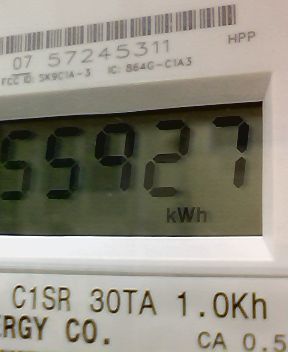 07 57245311
HPP
FCC ID: SK9C1A-3 IC: 864G-C1A3
55927
kWh
C1SR 30TA 1.0Kh
ERGY CO.
CA 0.5